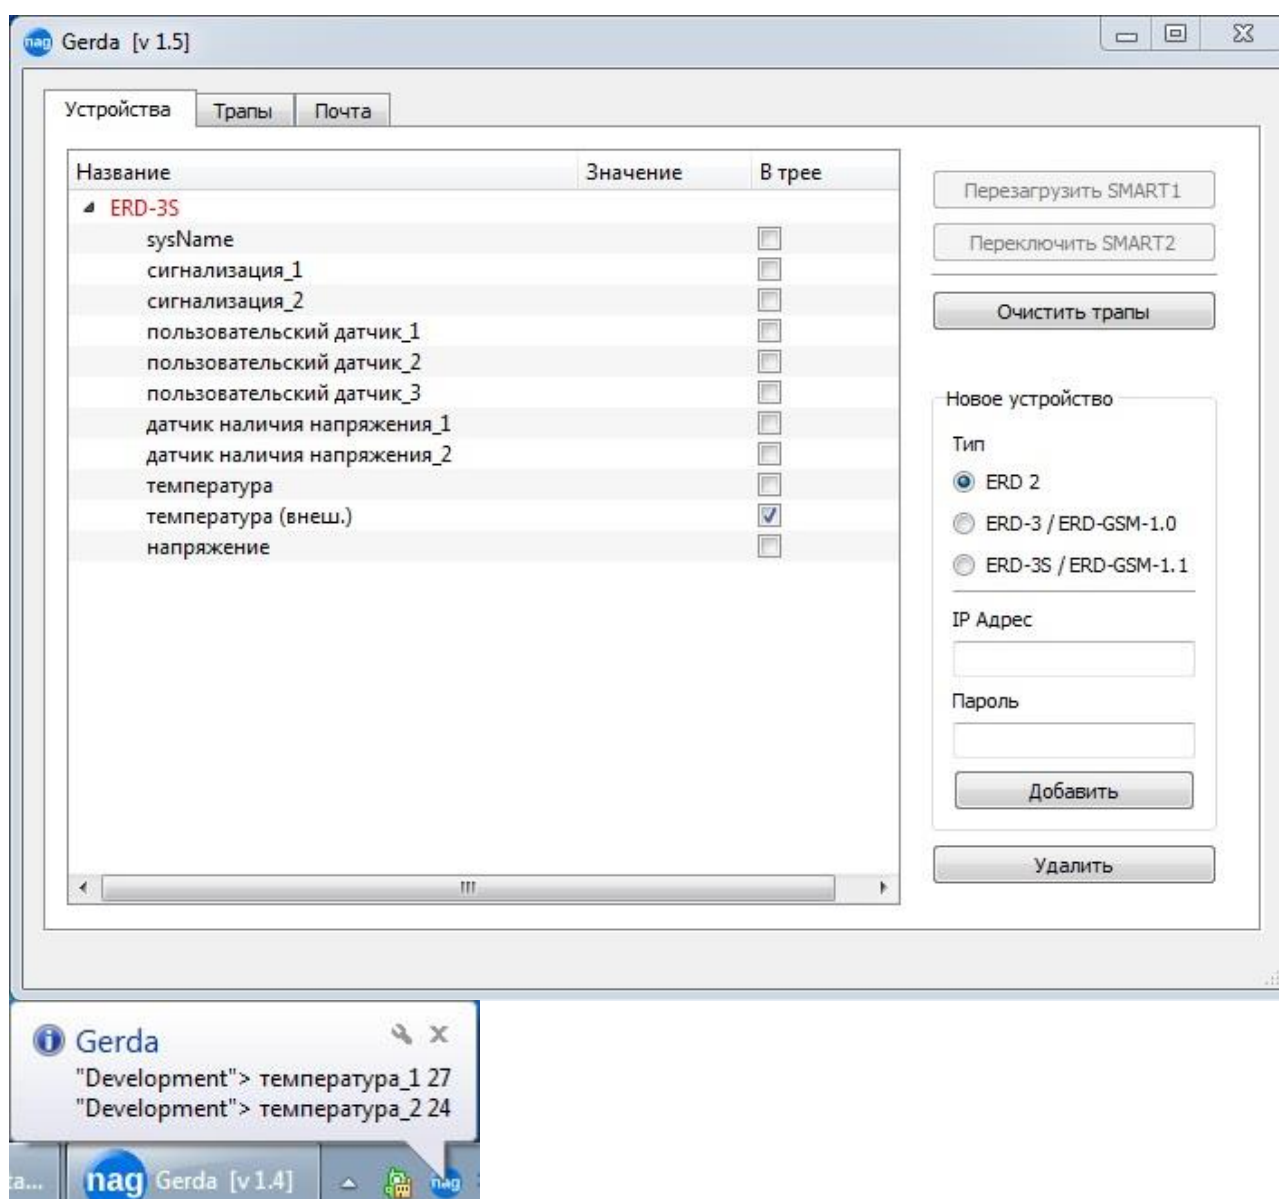 nag Gerda [v 1.5]
Устройства Трапы Почта
Название Значение В трее
ERD-3S
sysName
сигнализация_1
сигнализация_2
пользовательский датчик_1
пользовательский датчик_2
пользовательский датчик_3
датчик наличия напряжения_1
датчик наличия напряжения_2
температура
температура (внеш.)
напряжение
Перезагрузить SMART1
Переключить SMART2
Очистить трапы
Новое устройство
Тип
ERD 2
ERD-3 / ERD-GSM-1.0
ERD-3S / ERD-GSM-1.1
IP Адрес
Пароль
Добавить
Удалить
Gerda
"Development"> температура_1 27
"Development"> температура_2 24
nag Gerda [v 1.4] nag